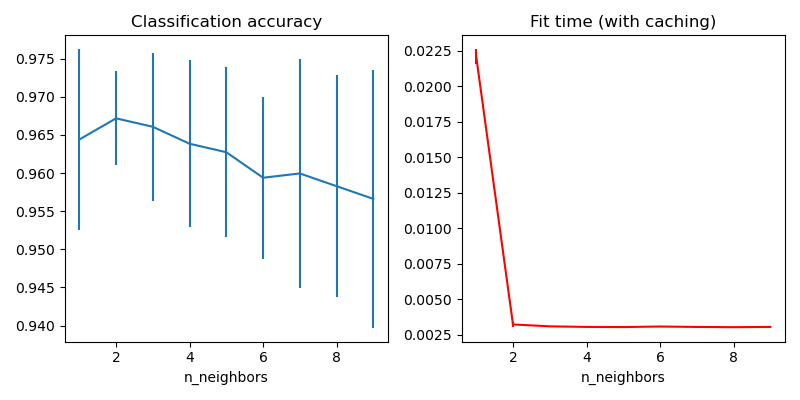 Classification accuracy
0.975
0.970
0.965
0.960
0.955
0.950
0.945
0.940
2 4 6 8
n_neighbors
Fit time (with caching)
0.0225
0.0200
0.0175
0.0150
0.0125
0.0100
0.0075
0.0050
0.0025
2 4 6 8
n_neighbors